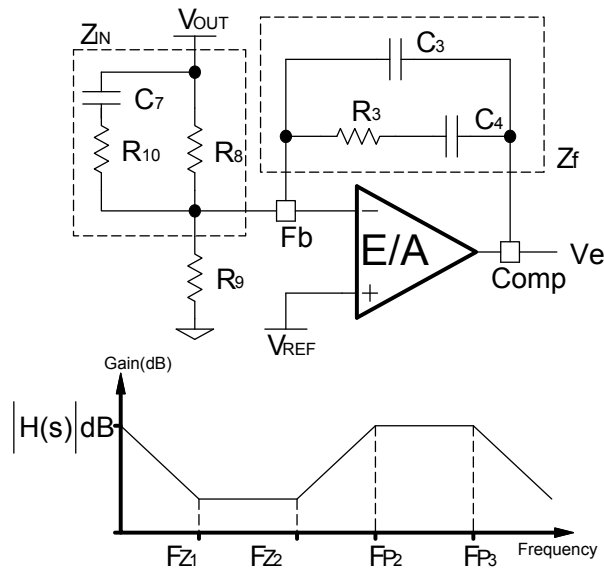 VOUT
ZIN
C7
R10
R8
R9
C3
R3
C4
Zf
Fb
E/A
Comp
Ve
VREF
Gain(dB)
|H(s)|dB
FZ1
FZ2
FP2
FP3
Frequency